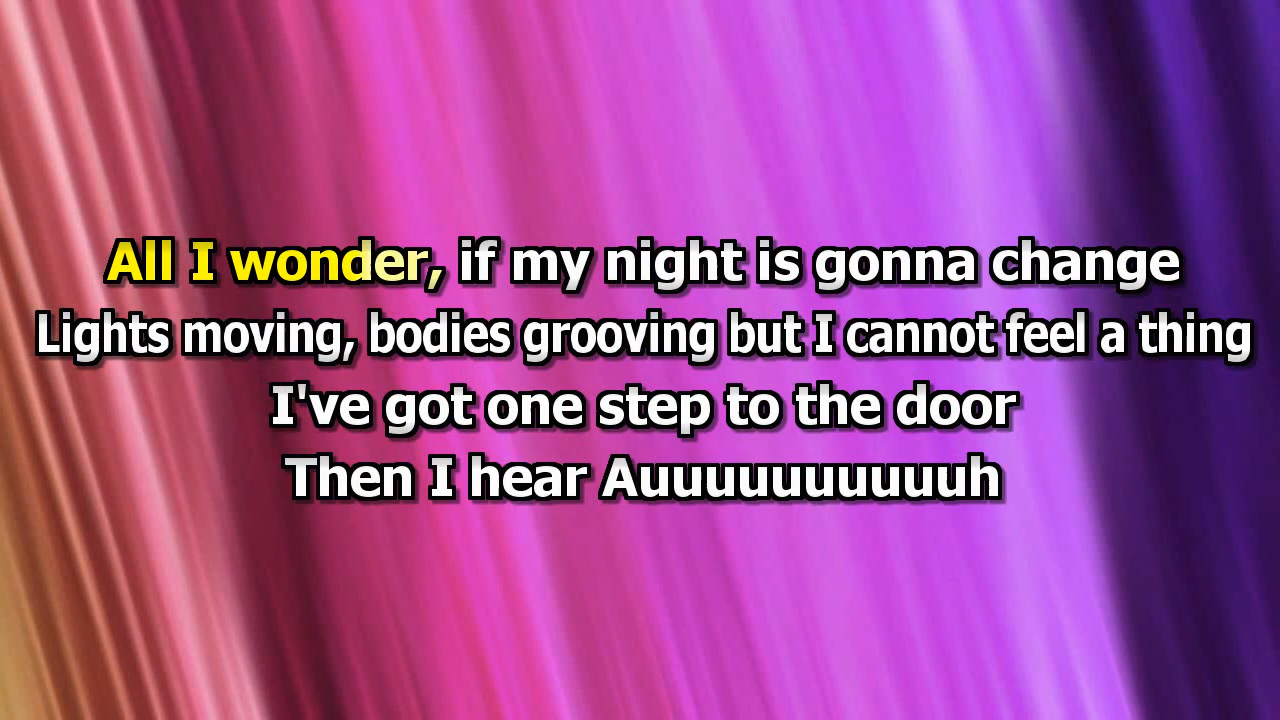 All I wonder, if my night is gonna change
Lights moving, bodies grooving but I cannot feel a thing
I've got one step to the door
Then I hear Auuuuuuuuuuuh